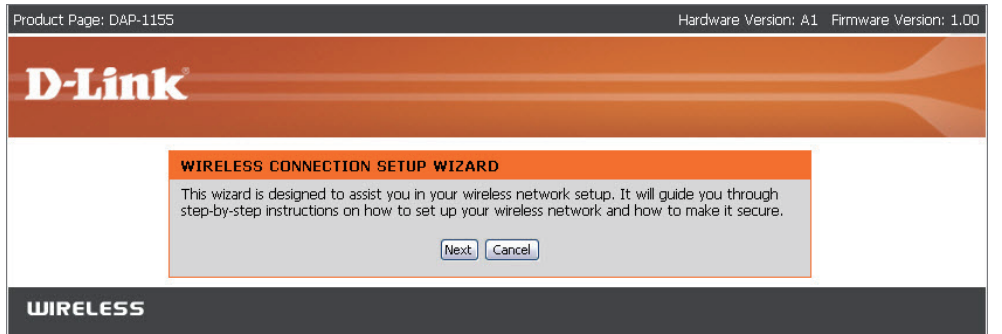 Product Page: DAP-1155 Hardware Version: A1 Firmware Version: 1.00
D-Link®
WIRELESS CONNECTION SETUP WIZARD
This wizard is designed to assist you in your wireless network setup. It will guide you through
step-by-step instructions on how to set up your wireless network and how to make it secure.
Next Cancel
WIRELESS